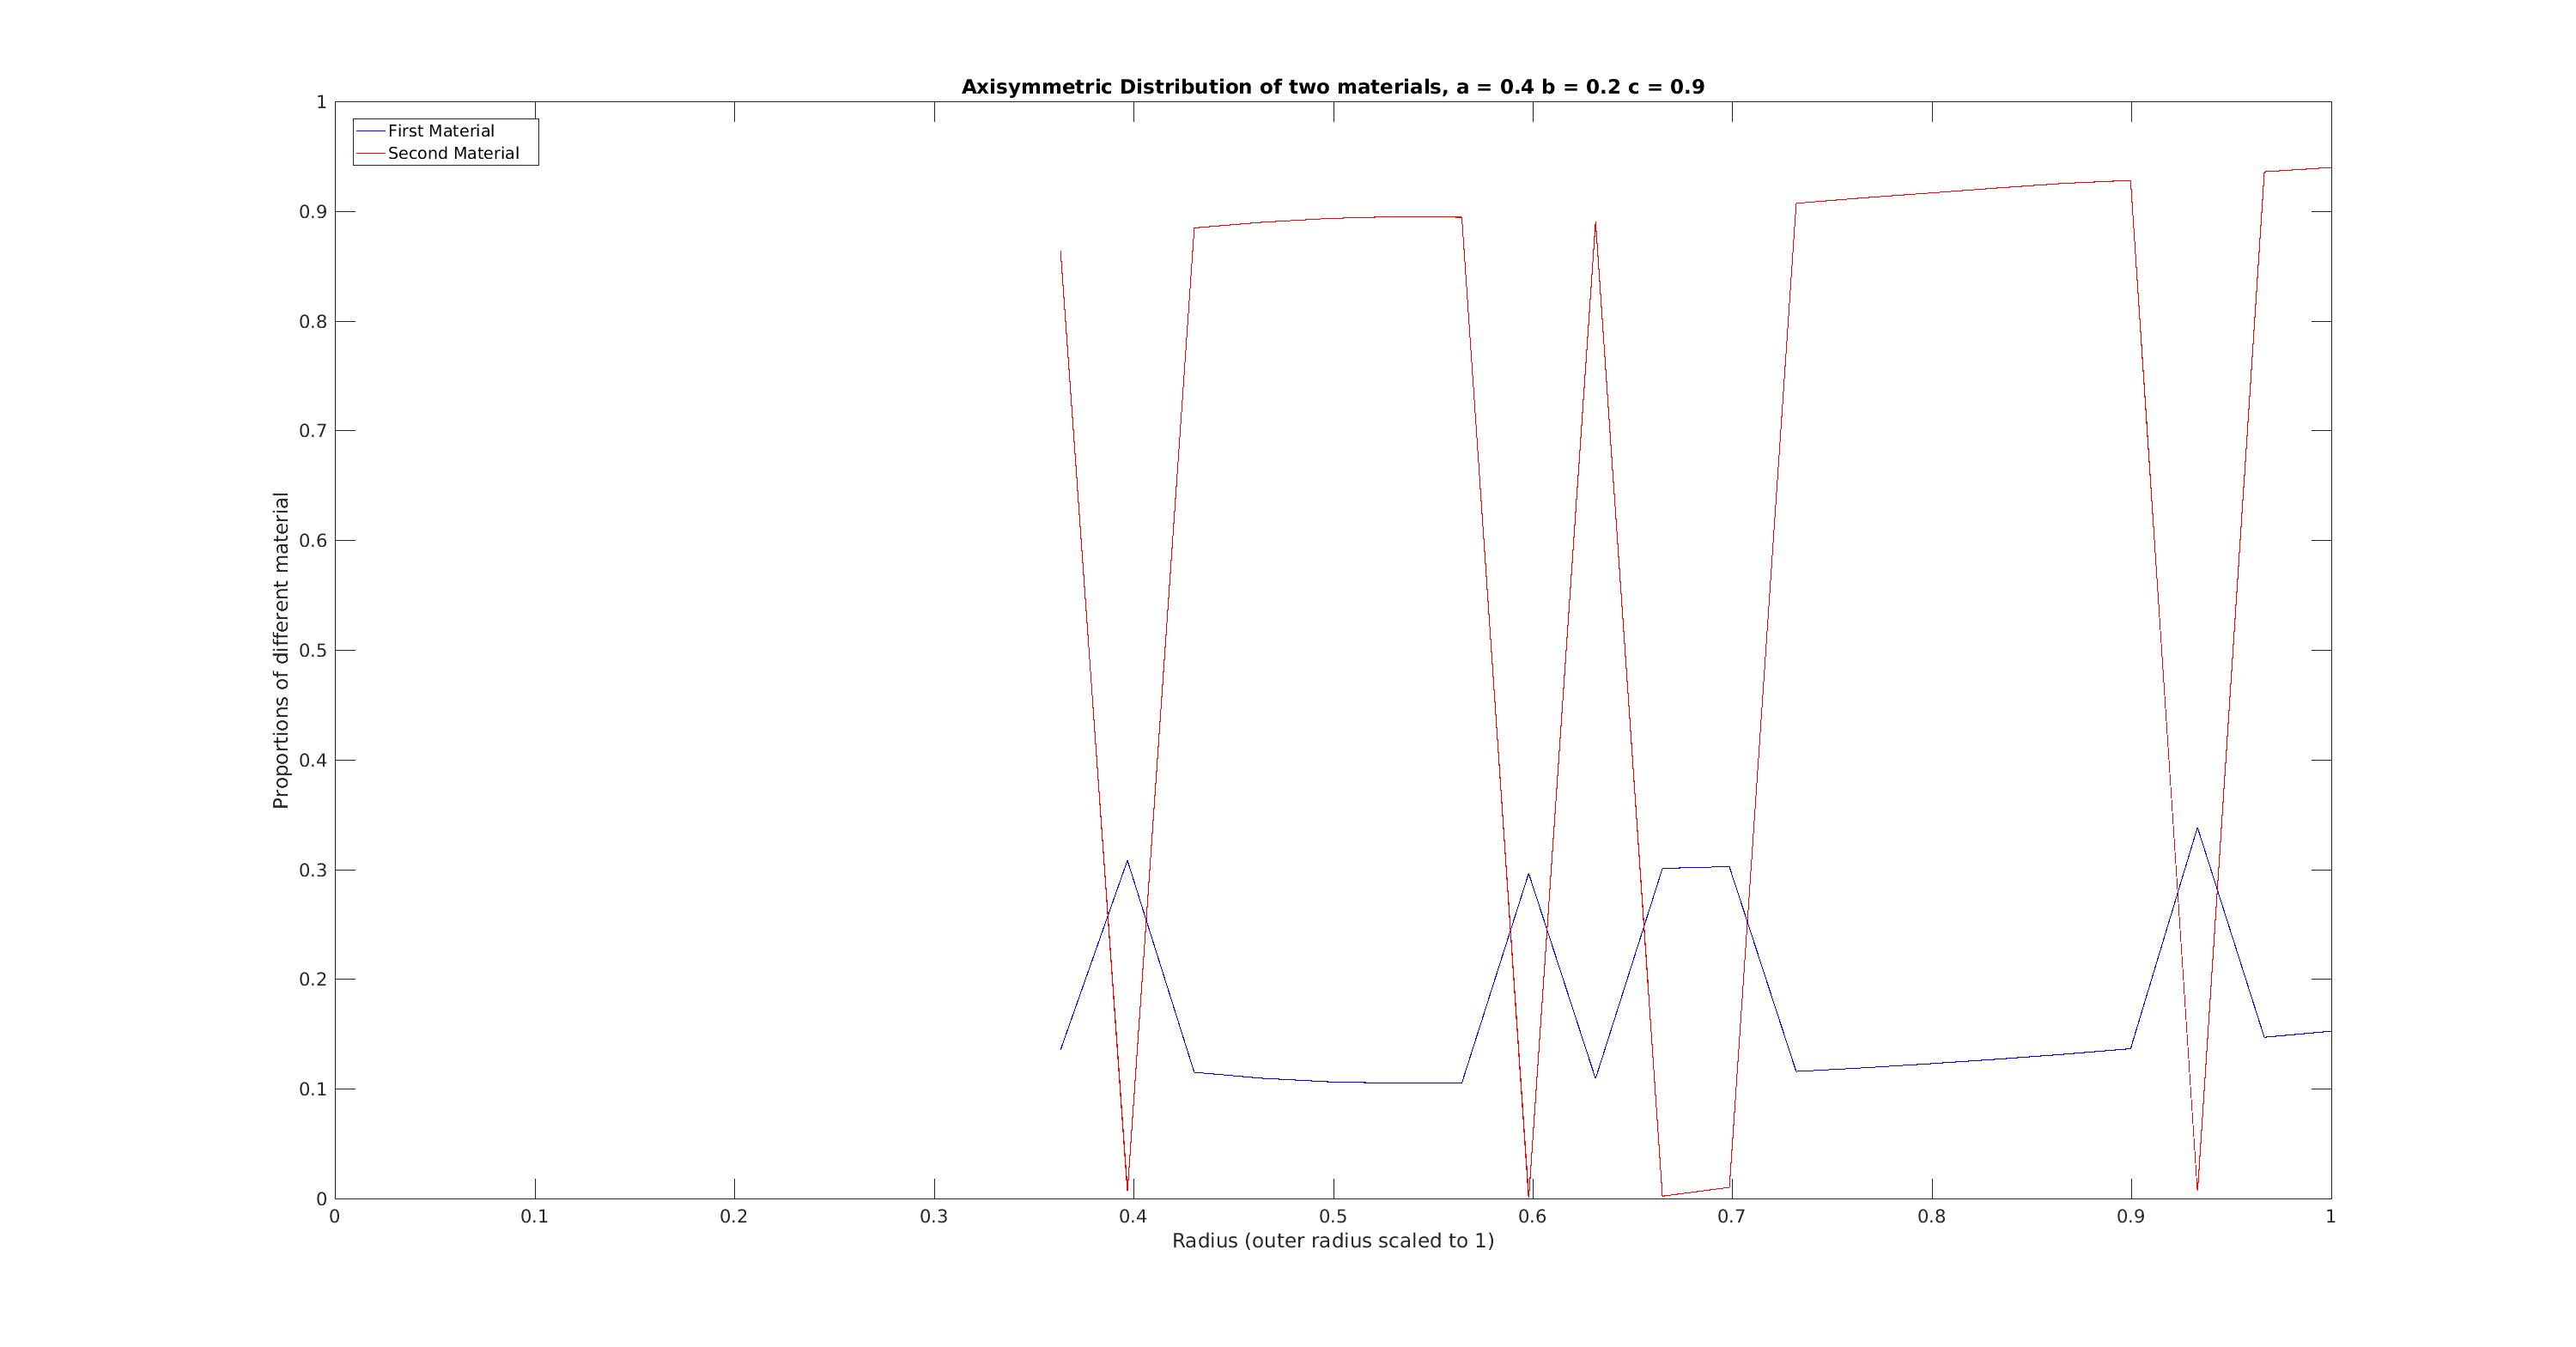 Axisymmetric Distribution of two materials, a = 0.4 b = 0.2 c = 0.9
First Material
Second Material
Proportions of different material
1
0.9
0.8
0.7
0.6
0.5
0.4
0.3
0.2
0.1
0
0 0.1 0.2 0.3 0.4 0.5 0.6 0.7 0.8 0.9 1
Radius (outer radius scaled to 1)